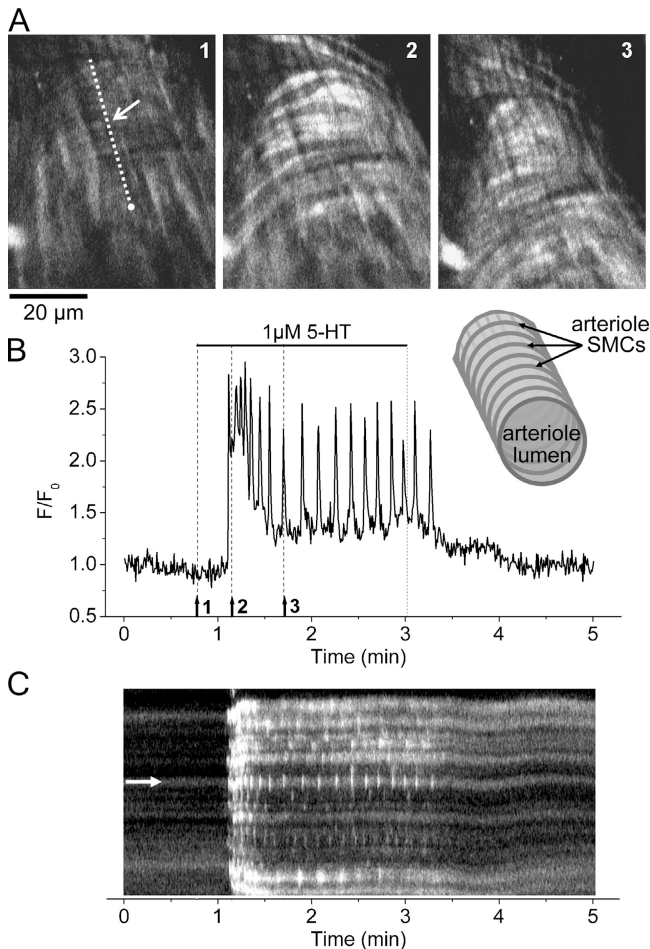 A
1
2
3
20 µm
B
1µM 5-HT
3.0
2.5
2.0
1.5
1.0
0.5
F/F0
1
2
3
0 1 2 3 4 5
Time (min)
arteriole
SMCs
arteriole
lumen
C
0 1 2 3 4 5
Time (min)